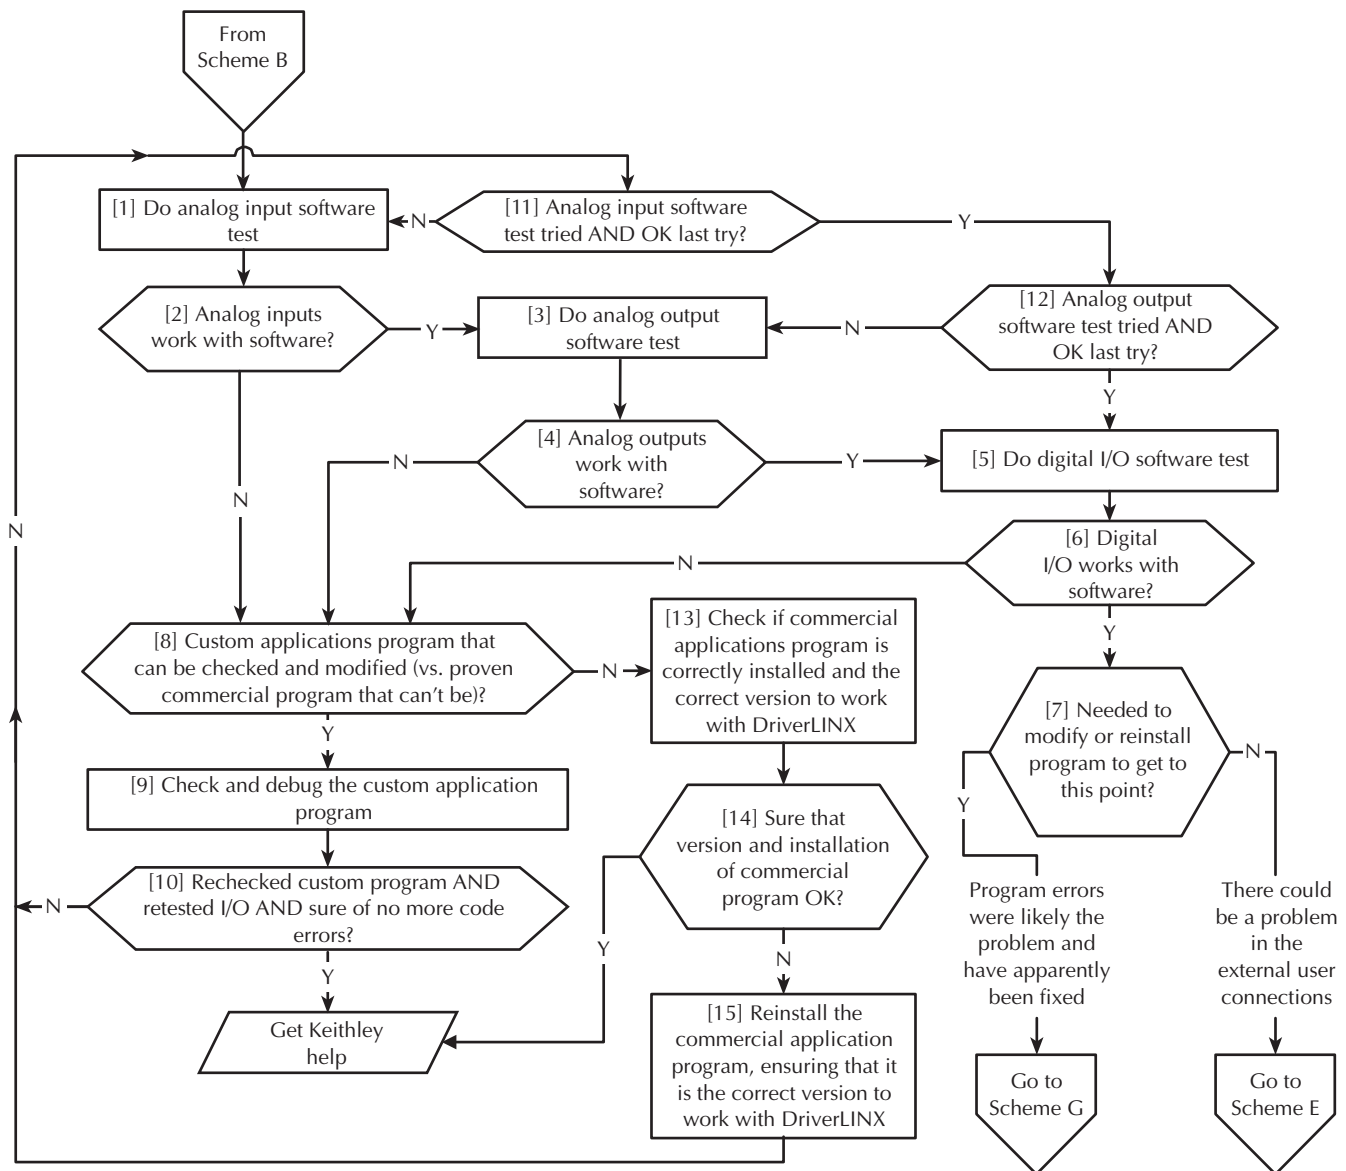 From
Scheme B
[1] Do analog input software
test
N
[11] Analog input software
test tried AND OK last try?
Y
[2] Analog inputs
work with software?
Y
[3] Do analog output
software test
N
[12] Analog output
software test tried AND
OK last try?
Y
N
[4] Analog outputs
work with
software?
Y
[5] Do digital I/O software test
N
N
N
[6] Digital
I/O works with
software?
Y
[8] Custom applications program that
can be checked and modified (vs. proven
commercial program that can't be)?
N
[13] Check if commercial
applications program is
correctly installed and the
correct version to work
with DriverLINX
[7] Needed to
modify or reinstall
program to get to
this point?
N
Y
Y
[9] Check and debug the custom application
program
[14] Sure that
version and installation
of commercial
program OK?
N
[10] Rechecked custom program AND
retested I/O AND sure of no more code
errors?
Y
Y
N
Program errors
were likely the
problem and
have apparently
been fixed
There could
be a problem
in the
external user
connections
Get Keithley
help
[15] Reinstall the
commercial application
program, ensuring that it
is the correct version to
work with DriverLINX
Go to
Scheme G
Go to
Scheme E